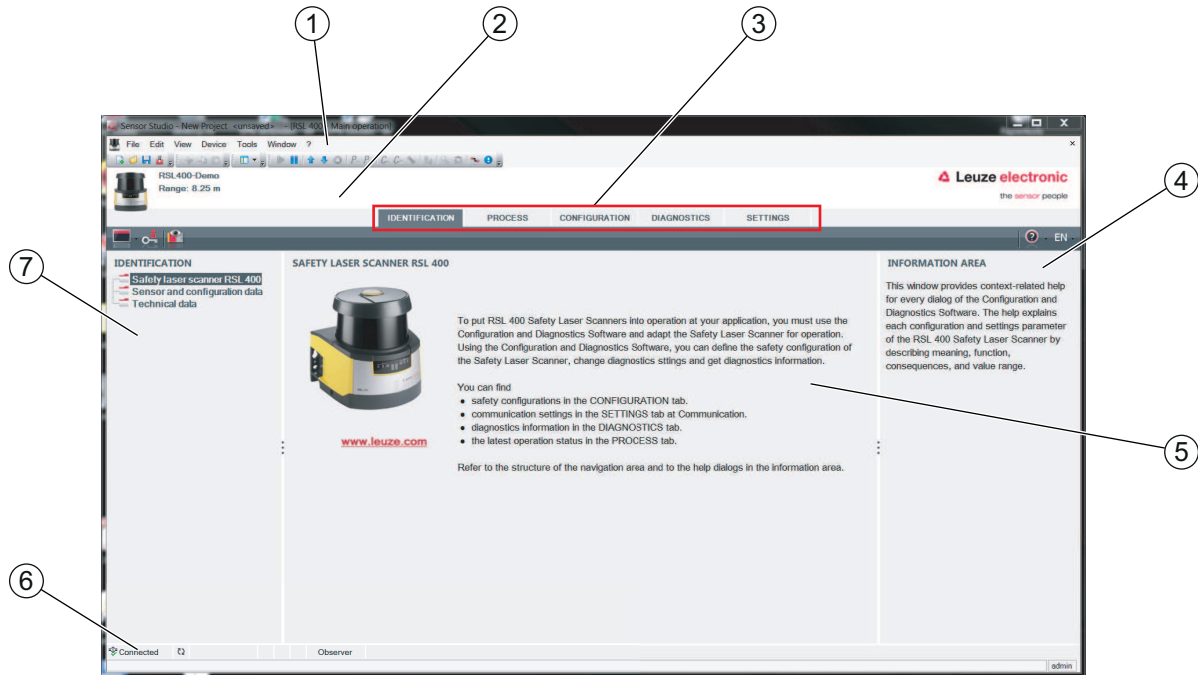 1
2
3
4
5
6
7
Sensor Studio - New Project <unsaved> - [RSL 400 - Main operation]
File Edit View Device Tools Window ?
RSL400-Demo
Range: 8.25 m
Leuze electronic
the sensor people
IDENTIFICATION PROCESS CONFIGURATION DIAGNOSTICS SETTINGS
EN
IDENTIFICATION
Safety laser scanner RSL 400
Sensor and configuration data
Technical data
SAFETY LASER SCANNER RSL 400
www.leuze.com
To put RSL 400 Safety Laser Scanners into operation at your application, you must use the
Configuration and Diagnostics Software and adapt the Safety Laser Scanner for operation.
Using the Configuration and Diagnostics Software, you can define the safety configuration of
the Safety Laser Scanner, change diagnostics sttings and get diagnostics information.
You can find
• safety configurations in the CONFIGURATION tab.
• communication settings in the SETTINGS tab at Communication.
• diagnostics information in the DIAGNOSTICS tab.
• the latest operation status in the PROCESS tab.
Refer to the structure of the navigation area and to the help dialogs in the information area.
INFORMATION AREA
This window provides context-related help
for every dialog of the Configuration and
Diagnostics Software. The help explains
each configuration and settings parameter
of the RSL 400 Safety Laser Scanner by
describing meaning, function,
consequences, and value range.
Connected
Observer
admin